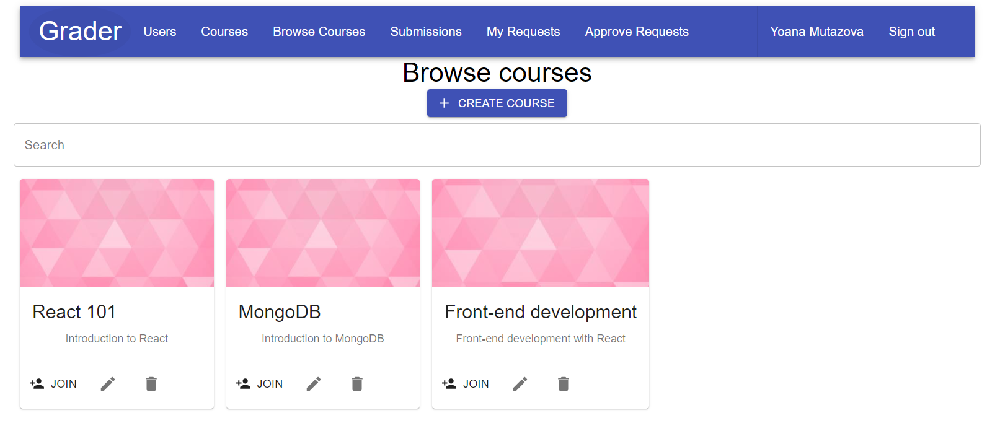 Grader Users Courses Browse Courses Submissions My Requests Approve Requests Yoana Mutazova Sign out
Browse courses
CREATE COURSE
Search
React 101
Introduction to React
JOIN
MongoDB
Introduction to MongoDB
JOIN
Front-end development
Front-end development with React
JOIN